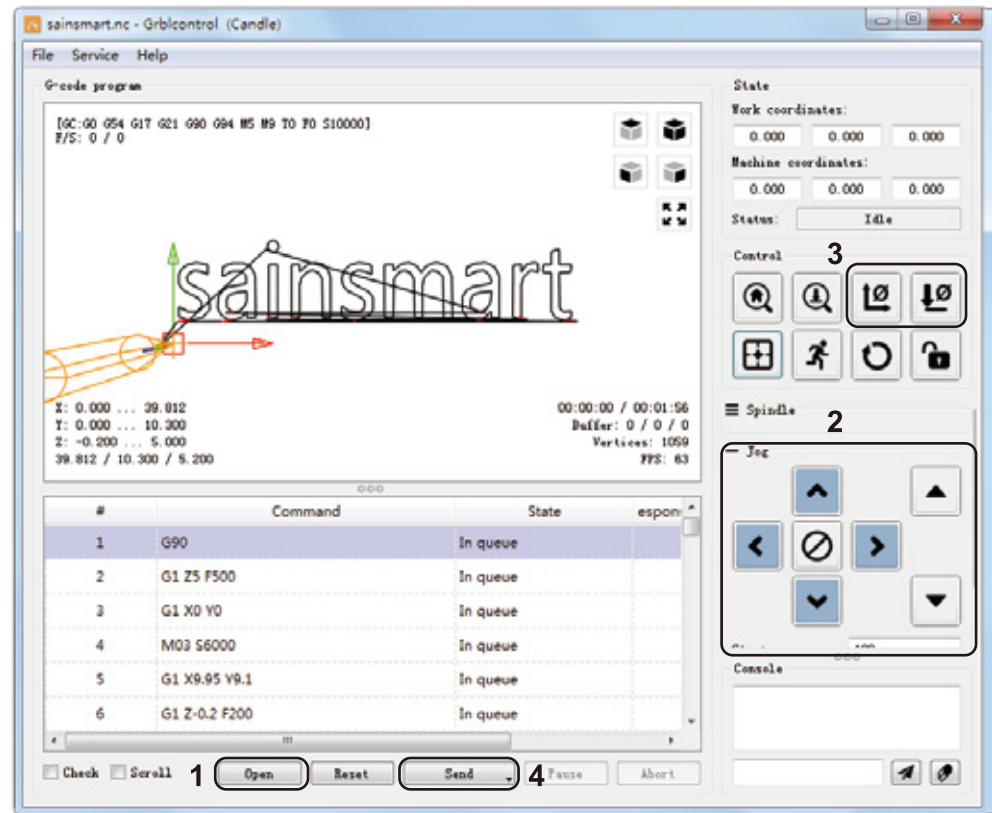 sainsmart.nc - Grblcontrol (Candle)
File Service Help
G-code program
[GC:G0 G54 G17 G21 G90 G94 M5 M9 T0 F0 S10000]
F/S: 0 / 0
sainsmart
X: 0.000 ... 39.812
Y: 0.000 ... 10.300
Z: -0.200 ... 5.000
39.812 / 10.300 / 5.200
00:00:00 / 00:01:56
Buffer: 0 / 0 / 0
Vertices: 1059
FPS: 63
# Command State espon
1 G90 In queue
2 G1 Z5 F500 In queue
3 G1 X0 Y0 In queue
4 M03 S6000 In queue
5 G1 X9.95 Y9.1 In queue
6 G1 Z-0.2 F200 In queue
Check Scroll 1 Open Reset Send 4 Pause Abort
State
Work coordinates:
0.000 0.000 0.000
Machine coordinates:
0.000 0.000 0.000
Status: Idle
Control 3
Spindle
2
Jog
Console